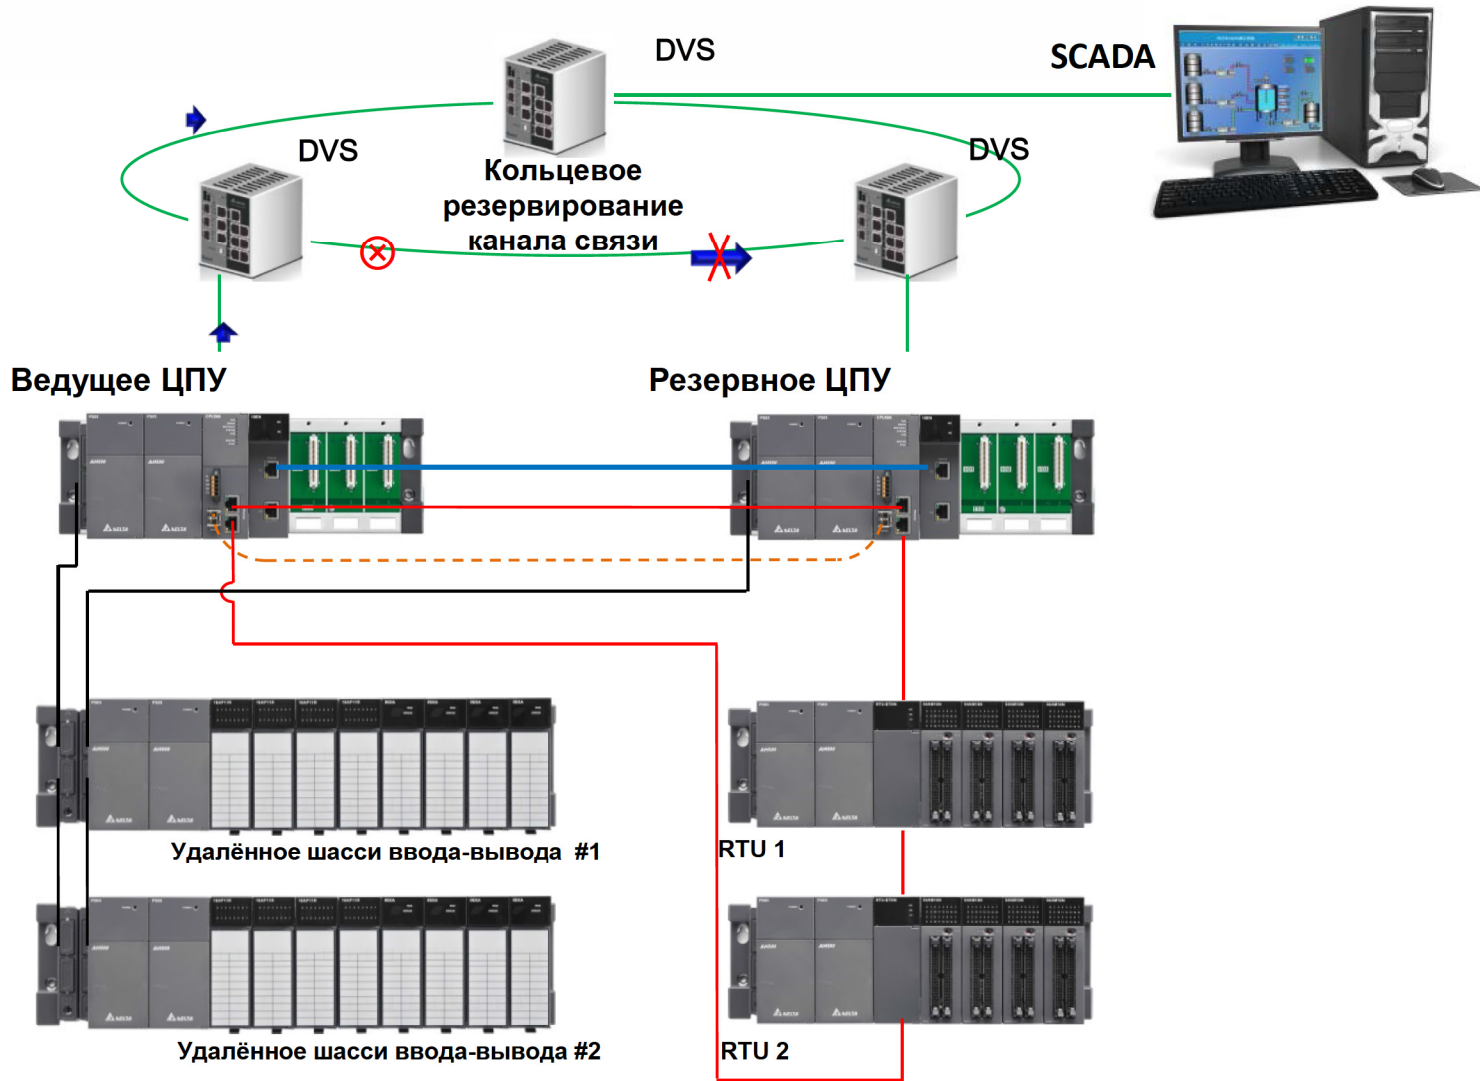 DVS
SCADA
DVS
DVS
Кольцевое
резервирование
канала связи
Ведущее ЦПУ
Резервное ЦПУ
Удалённое шасси ввода-вывода #1
RTU 1
Удалённое шасси ввода-вывода #2
RTU 2